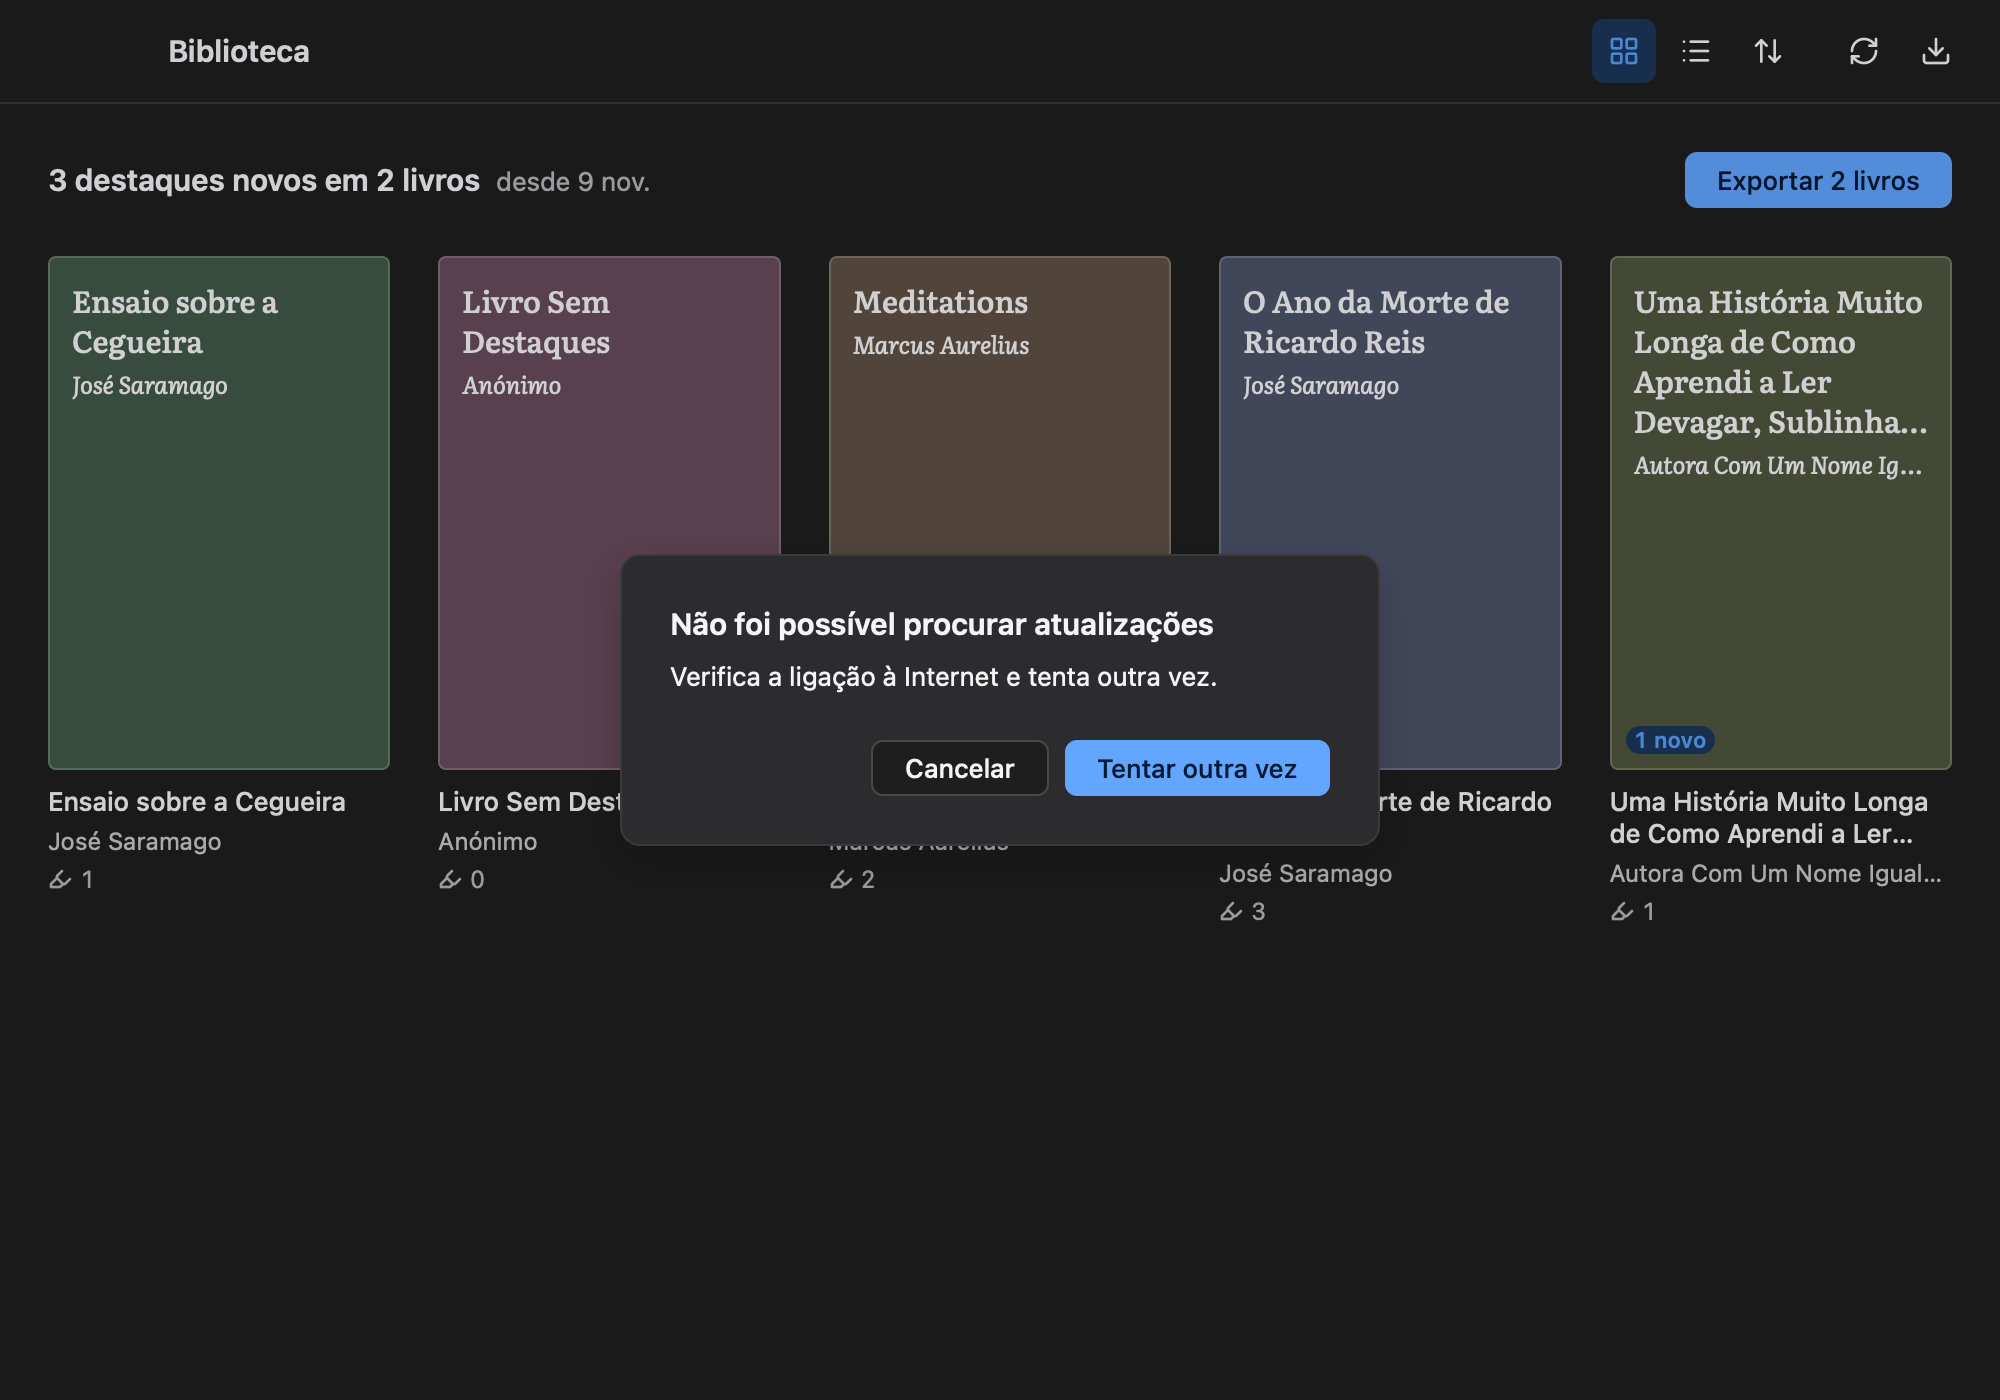 Biblioteca
3 destaques novos em 2 livros desde 9 nov.
Exportar 2 livros
Ensaio sobre a
Cegueira
José Saramago
Livro Sem
Destaques
Anónimo
Meditations
Marcus Aurelius
O Ano da Morte de
Ricardo Reis
José Saramago
Uma História Muito
Longa de Como
Aprendi a Ler
Devagar, Sublinha...
Autora Com Um Nome Ig...
1 novo
Não foi possível procurar atualizações
Verifica a ligação à Internet e tenta outra vez.
Cancelar
Tentar outra vez
Ensaio sobre a Cegueira
José Saramago
1
Livro Sem
Anónimo
0
Marcus Aurelius
2
de Ricardo
José Saramago
3
Uma História Muito Longa
de Como Aprendi a Ler...
Autora Com Um Nome Igual...
1